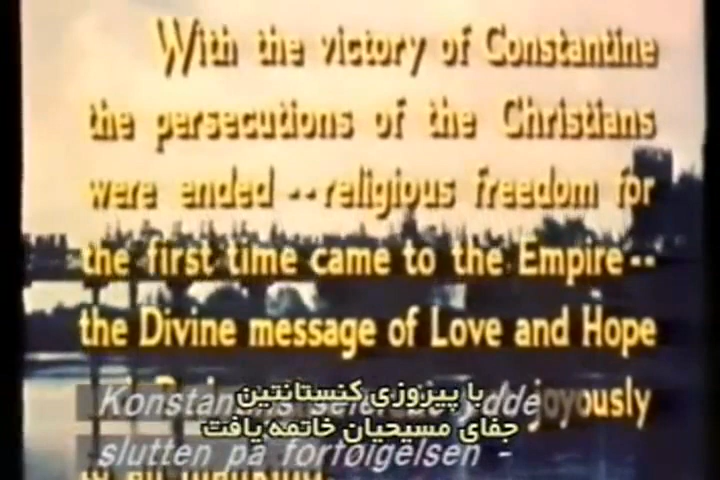 With the victory of Constantine
the persecutions of the Christians
were ended -- religious freedom for
the first time came to the Empire --
the Divine message of Love and Hope
joyously
با پیروزی کنستانتین
جفای مسیحیان خاتمه یافت
slutten på forfølgelsen -